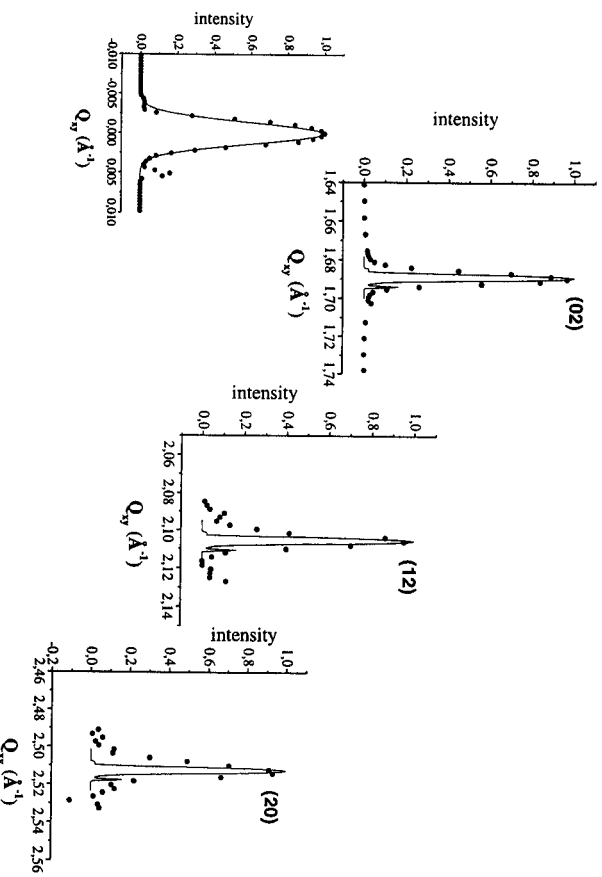 intensity
0,0 0,2 0,4 0,6 0,8 1,0
-0,010 -0,005 0,000 0,005 0,010
Qxy (Å-1)
intensity
0,0 0,2 0,4 0,6 0,8 1,0
1,64 1,66 1,68 1,70 1,72 1,74
Qxy (Å-1)
(02)
intensity
0,0 0,2 0,4 0,6 0,8 1,0
2,06 2,08 2,10 2,12 2,14
Qxy (Å-1)
(12)
intensity
-0,2 0,0 0,2 0,4 0,6 0,8 1,0
2,46 2,48 2,50 2,52 2,54 2,56
Qxy (Å-1)
(20)